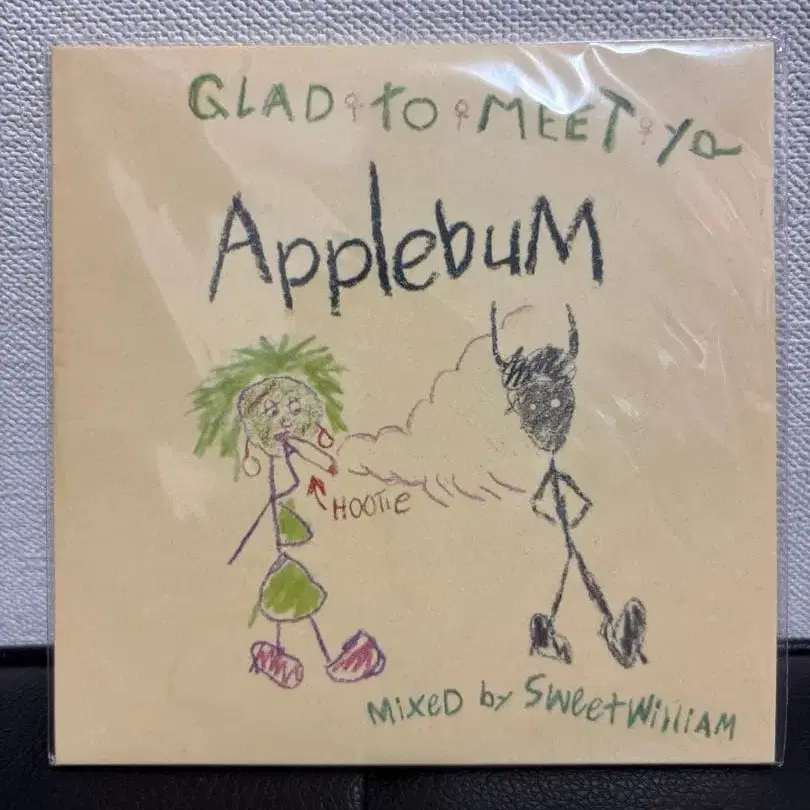 GLAD to MEET ya
ApplebuM
HOOTIE
MiXED by SweetWilliAM